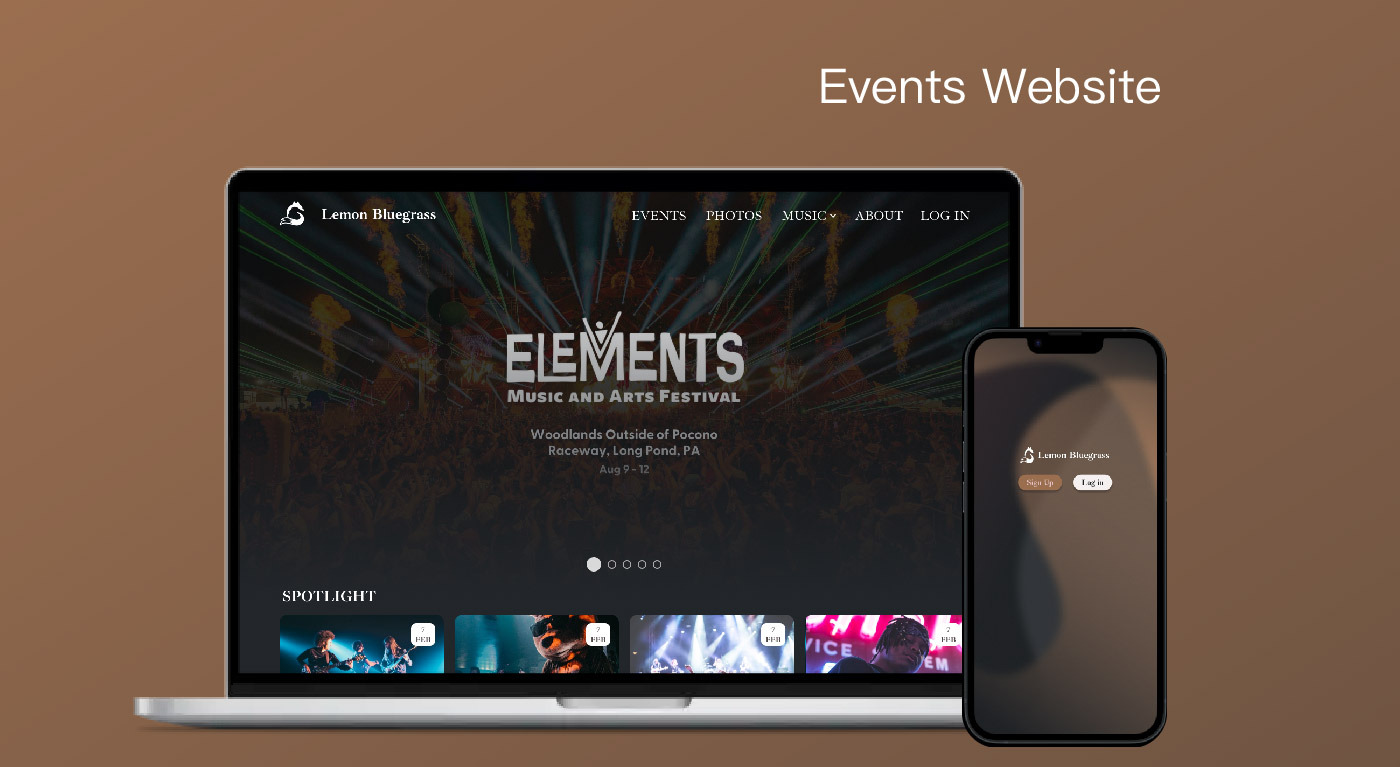 Events Website
Lemon Bluegrass
EVENTS PHOTOS MUSIC ABOUT LOG IN
ELEMENTS
MUSIC AND ARTS FESTIVAL
Woodlands Outside of Pocono
Raceway, Long Pond, PA
Aug 9 - 12
SPOTLIGHT
7
FEB
7
FEB
7
FEB
7
FEB
VICE
EM
Lemon Bluegrass
Sign Up Log in